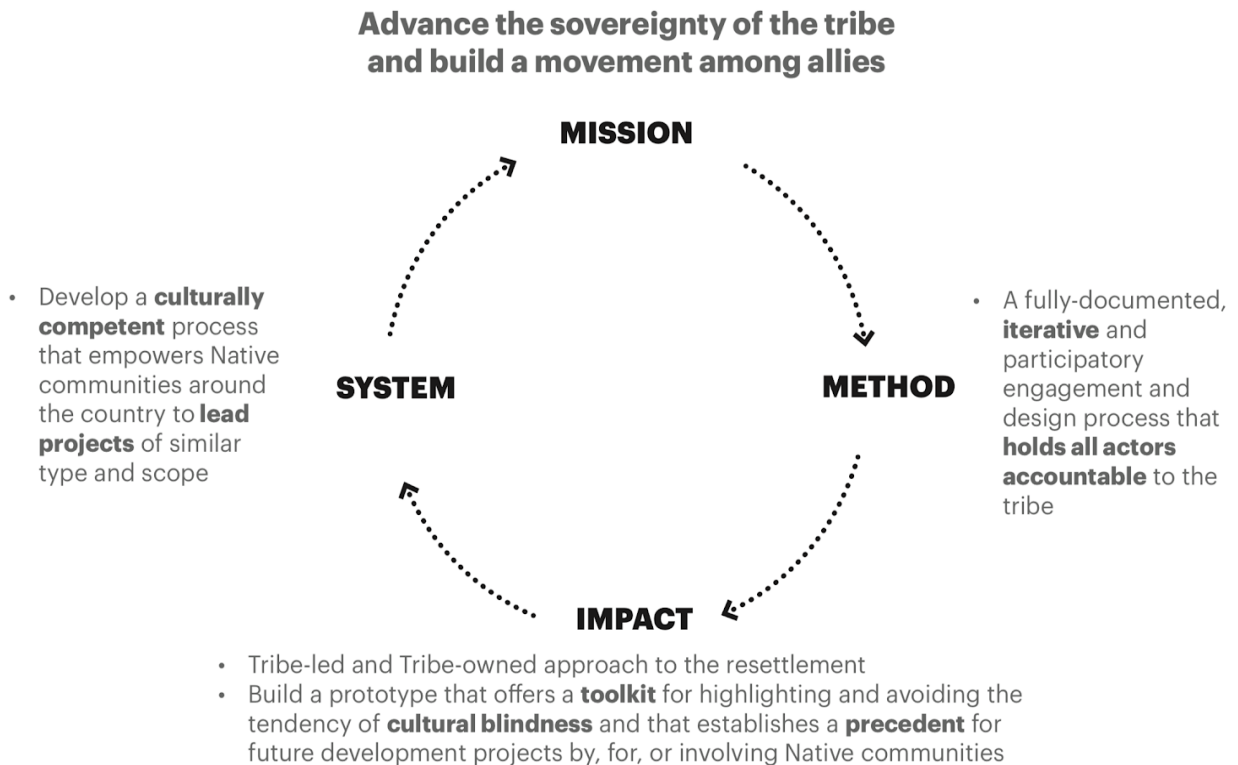 Advance the sovereignty of the tribe
and build a movement among allies
MISSION
• A fully-documented,
iterative and
participatory
engagement and
design process that
holds all actors
accountable to the
tribe
METHOD
IMPACT
• Tribe-led and Tribe-owned approach to the resettlement
• Build a prototype that offers a toolkit for highlighting and avoiding the
tendency of cultural blindness and that establishes a precedent for
future development projects by, for, or involving Native communities
SYSTEM
• Develop a culturally
competent process
that empowers Native
communities around
the country to lead
projects of similar
type and scope